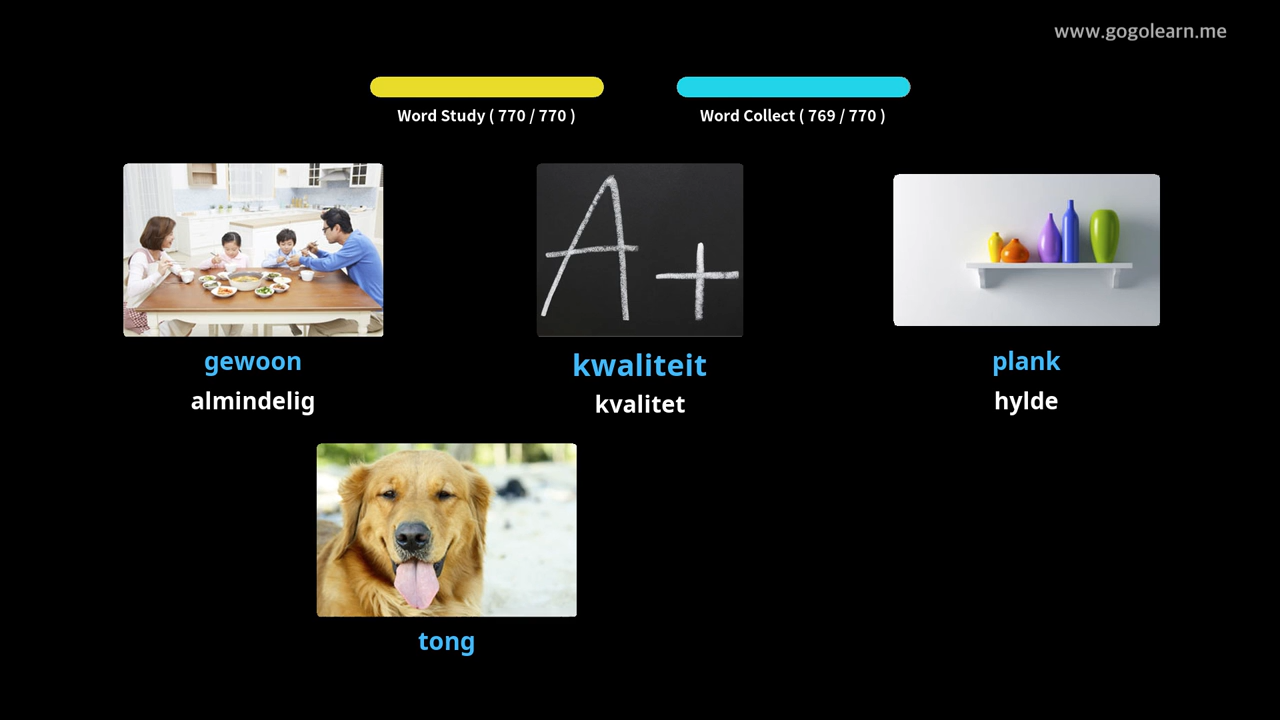 www.gogolearn.me
Word Study ( 770 / 770 )
Word Collect ( 769 / 770 )
A+
gewoon
almindelig
kwaliteit
kvalitet
plank
hylde
tong